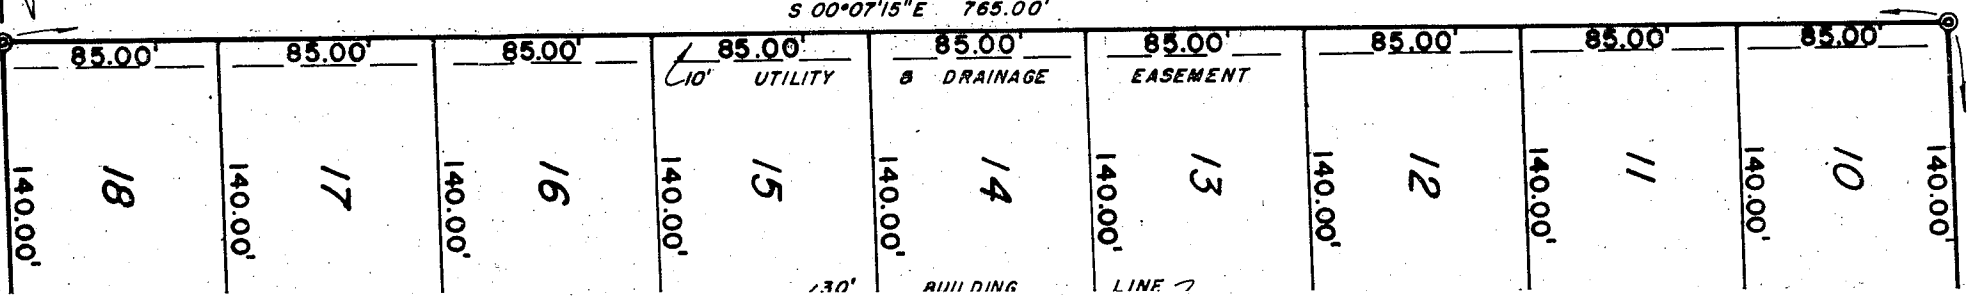 S 00°07'15"E 765.00'
85.00' 85.00' 85.00' 85.00' 85.00' 85.00' 85.00' 85.00' 85.00'
10' UTILITY & DRAINAGE EASEMENT
140.00' 18 140.00' 17 140.00' 16 140.00' 15 140.00' 14 140.00' 13 140.00' 12 140.00' 11 140.00' 10 140.00'
30' BUILDING LINE